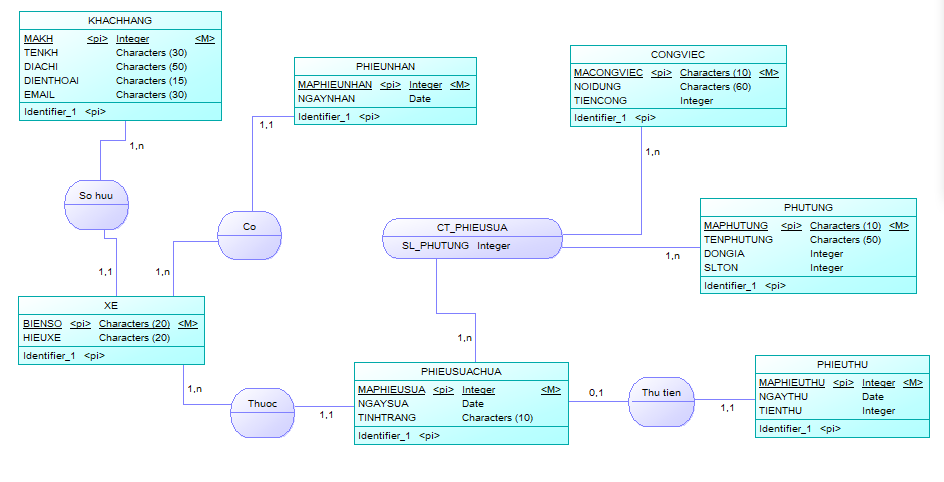 KHACHHANG
MAKH <pi> Integer <M>
TENKH Characters (30)
DIACHI Characters (50)
DIENTHOAI Characters (15)
EMAIL Characters (30)
Identifier_1 <pi>
PHIEUNHAN
MAPHIEUNHAN <pi> Integer <M>
NGAYNHAN Date
Identifier_1 <pi>
CONGVIEC
MACONGVIEC <pi> Characters (10) <M>
NOIDUNG Characters (60)
TIENCONG Integer
Identifier_1 <pi>
1,n
1,1
1,n
So huu
Co
CT_PHIEUSUA
SL_PHUTUNG Integer
PHUTUNG
MAPHUTUNG <pi> Characters (10) <M>
TENPHUTUNG Characters (50)
DONGIA Integer
SLTON Integer
Identifier_1 <pi>
1,1
1,n
1,n
XE
BIENSO <pi> Characters (20) <M>
HIEUXE Characters (20)
Identifier_1 <pi>
1,n
1,n
Thuoc
1,1
PHIEUSUACHUA
MAPHIEUSUA <pi> Integer <M>
NGAYSUA Date
TINHTRANG Characters (10)
Identifier_1 <pi>
0,1
Thu tien
1,1
PHIEUTHU
MAPHIEUTHU <pi> Integer <M>
NGAYTHU Date
TIENTHU Integer
Identifier_1 <pi>